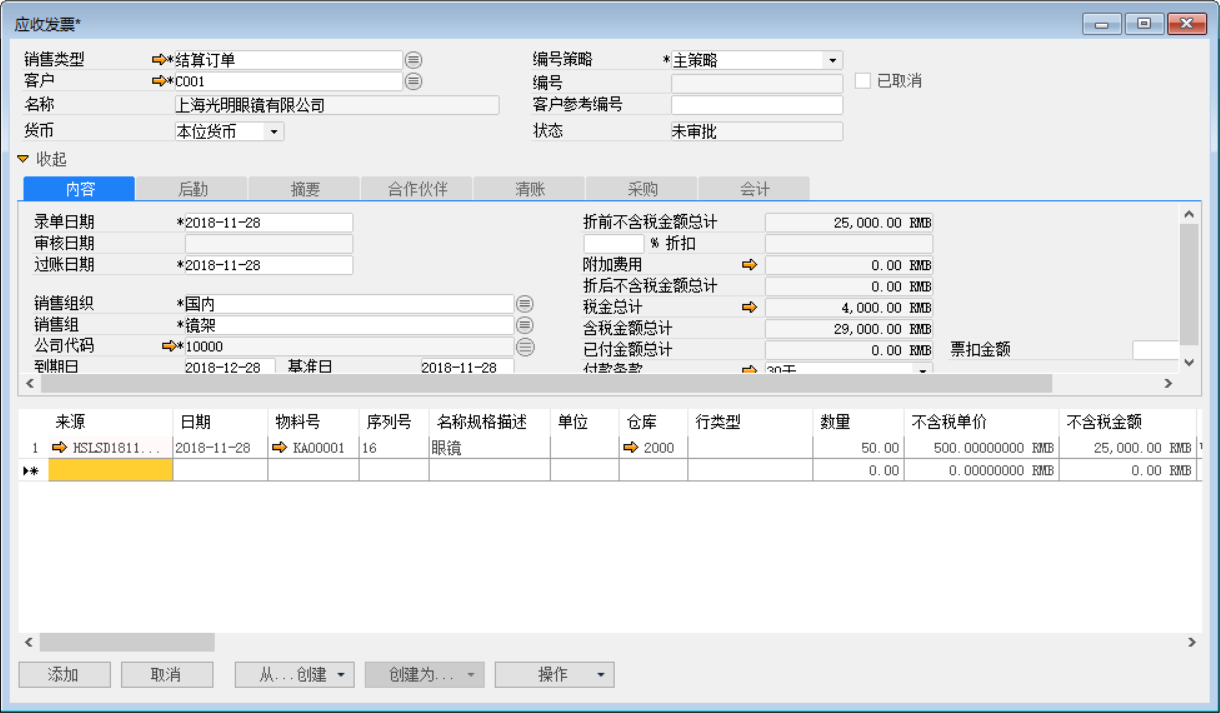 应收发票*
销售类型 *结算订单 编号策略 *主策略
客户 *C001 编号 已取消
名称 上海光明眼镜有限公司 客户参考编号
货币 本位货币 状态 未审批
收起
内容 后勤 摘要 合作伙伴 清账 采购 会计
录单日期 *2018-11-28 折前不含税金额总计 25,000.00 RMB
审核日期 % 折扣
过账日期 *2018-11-28 附加费用 0.00 RMB
折后不含税金额总计 0.00 RMB
销售组织 *国内 税金总计 4,000.00 RMB
销售组 *镜架 含税金额总计 29,000.00 RMB
公司代码 *10000 已付金额总计 0.00 RMB 票扣金额
到期日 2018-12-28 基准日 2018-11-28 付款条款 30天
来源 日期 物料号 序列号 名称规格描述 单位 仓库 行类型 数量 不含税单价 不含税金额
1 HSLSD1811... 2018-11-28 KA00001 16 眼镜 2000 50.00 500.00000000 RMB 25,000.00 RMB
0.00 0.00000000 RMB 0.00 RMB
添加 取消 从...创建 创建为... 操作